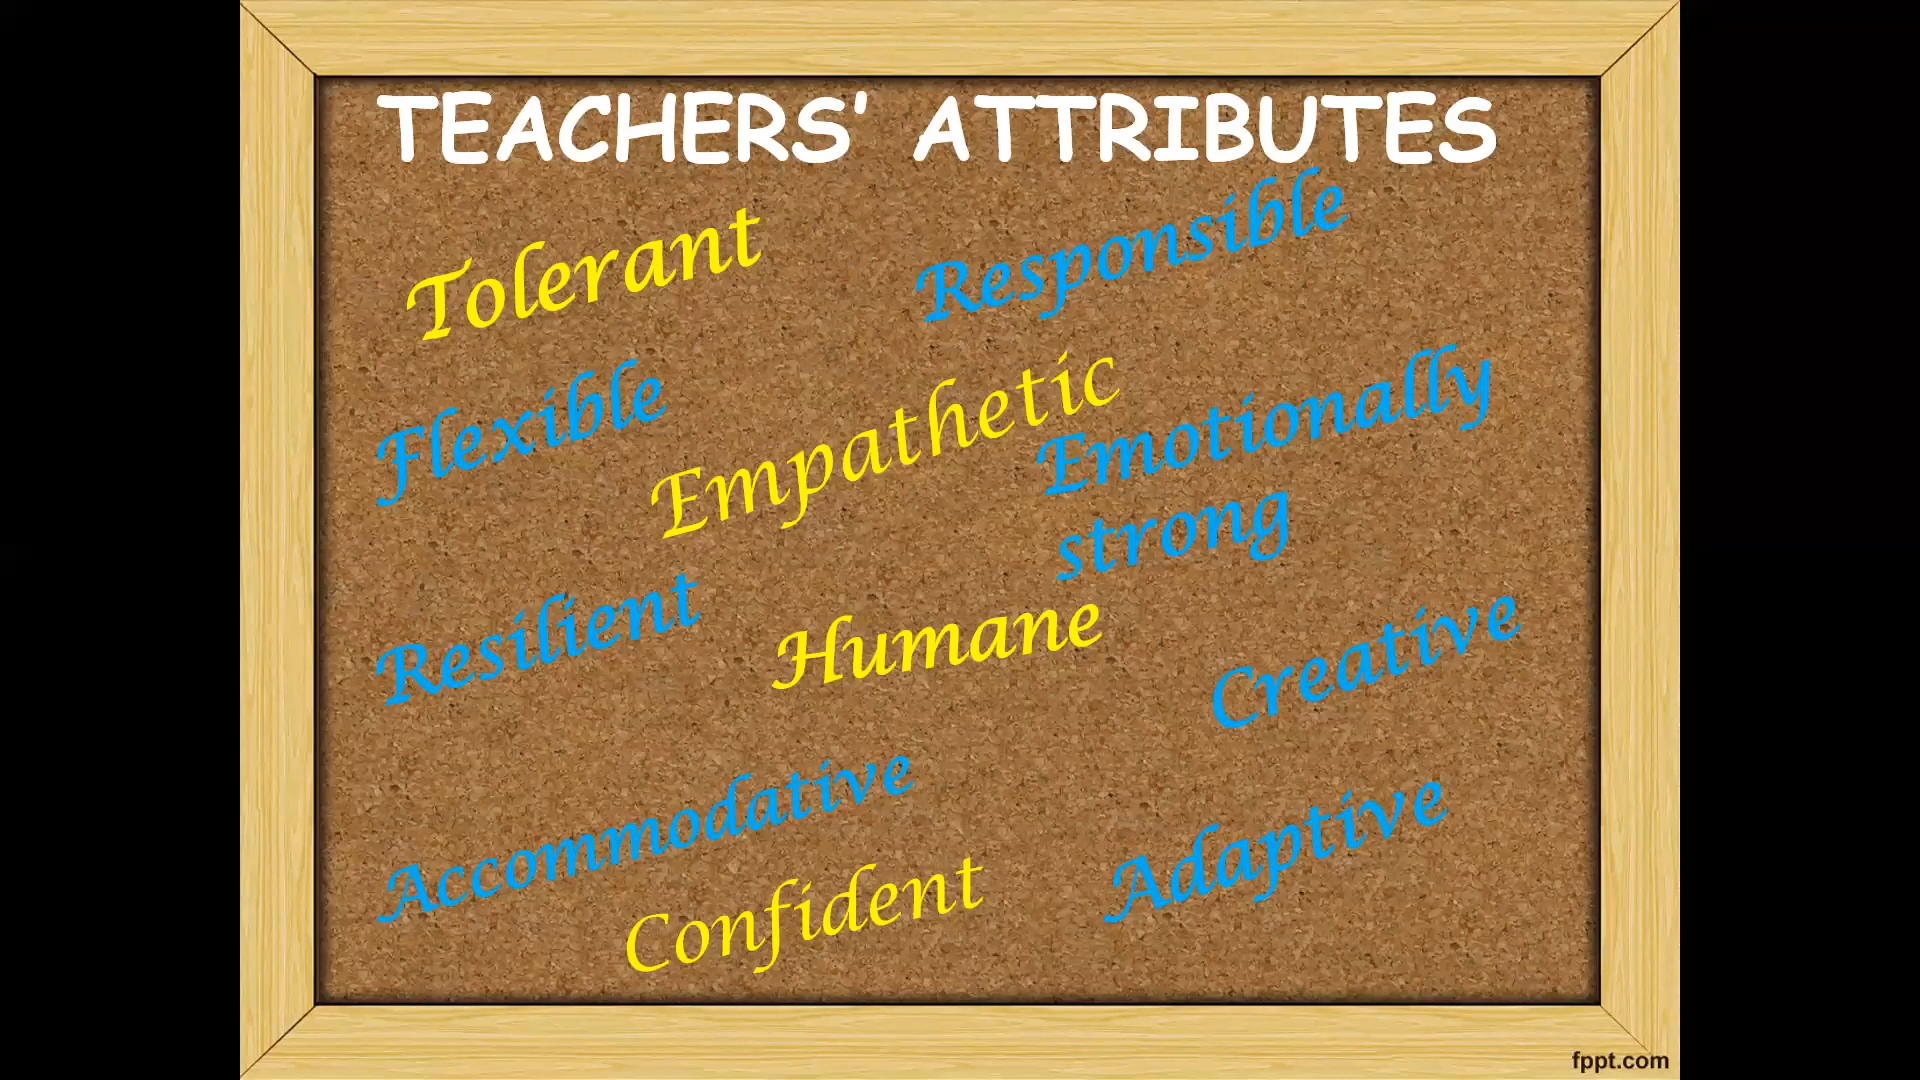 TEACHERS’ ATTRIBUTES
Tolerant
Responsible
Flexible
Empathetic
Emotionally
strong
Resilient
Humane
Creative
Accommodative
Confident
Adaptive
fppt.com